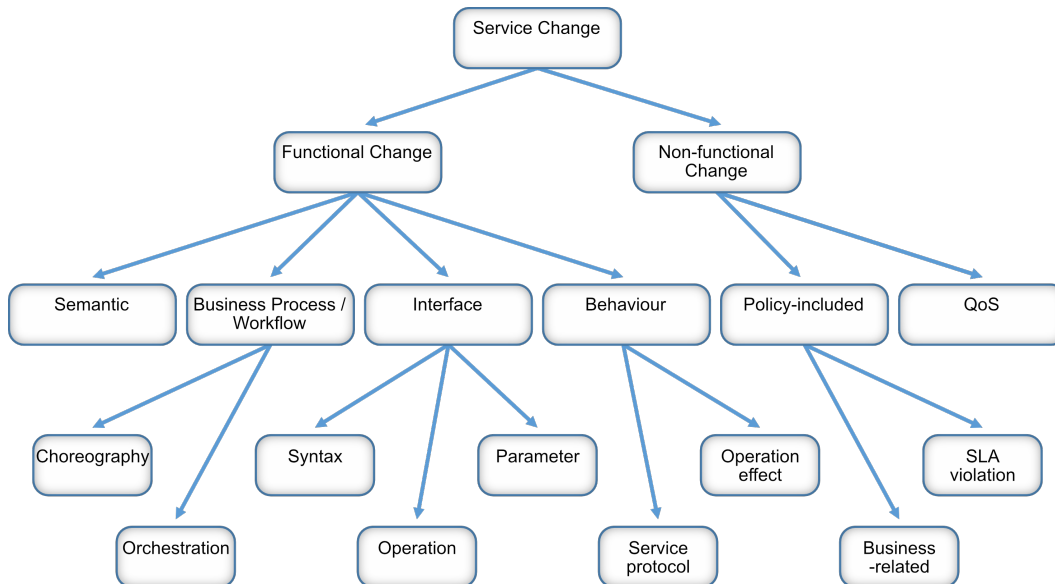 Service Change
Functional Change
Non-functional
Change
Semantic
Business Process /
Workflow
Interface
Behaviour
Policy-included
QoS
Choreography
Syntax
Parameter
Operation
effect
SLA
violation
Orchestration
Operation
Service
protocol
Business
-related